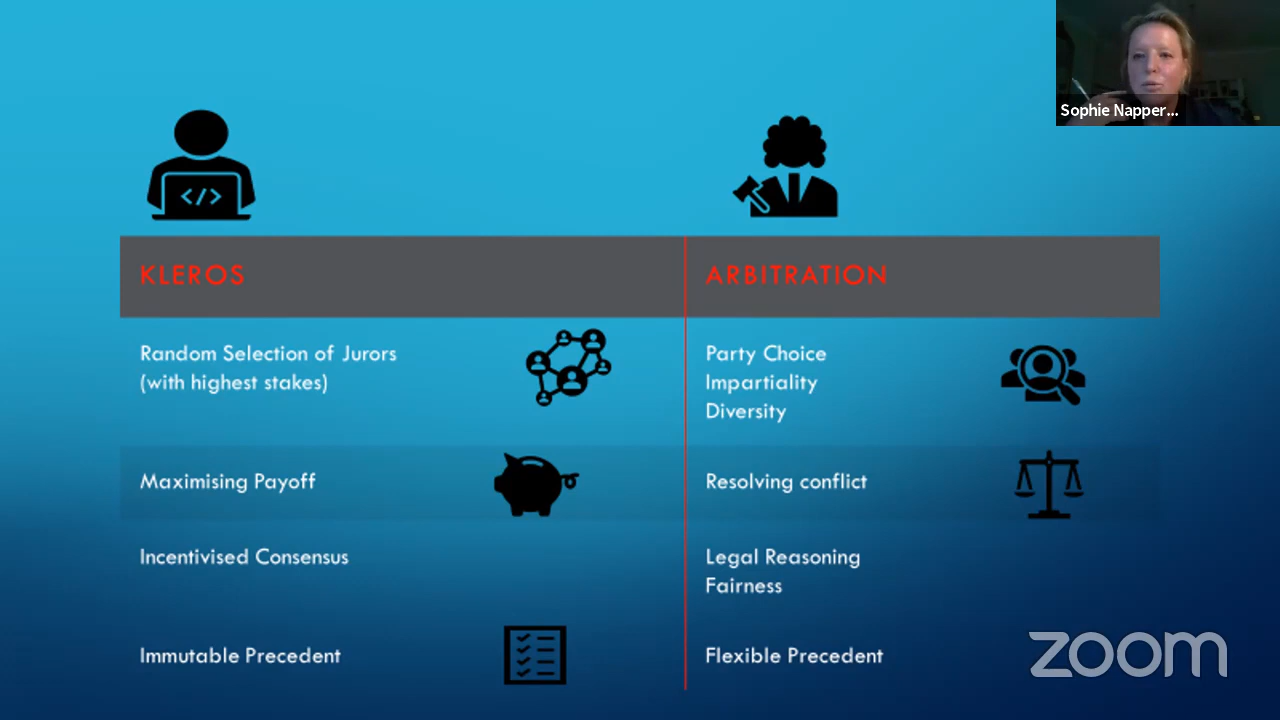 Sophie Napper...
KLEROS
ARBITRATION
Random Selection of Jurors
(with highest stakes)
Party Choice
Impartiality
Diversity
Maximising Payoff
Resolving conflict
Incentivised Consensus
Legal Reasoning
Fairness
Immutable Precedent
Flexible Precedent
zoom